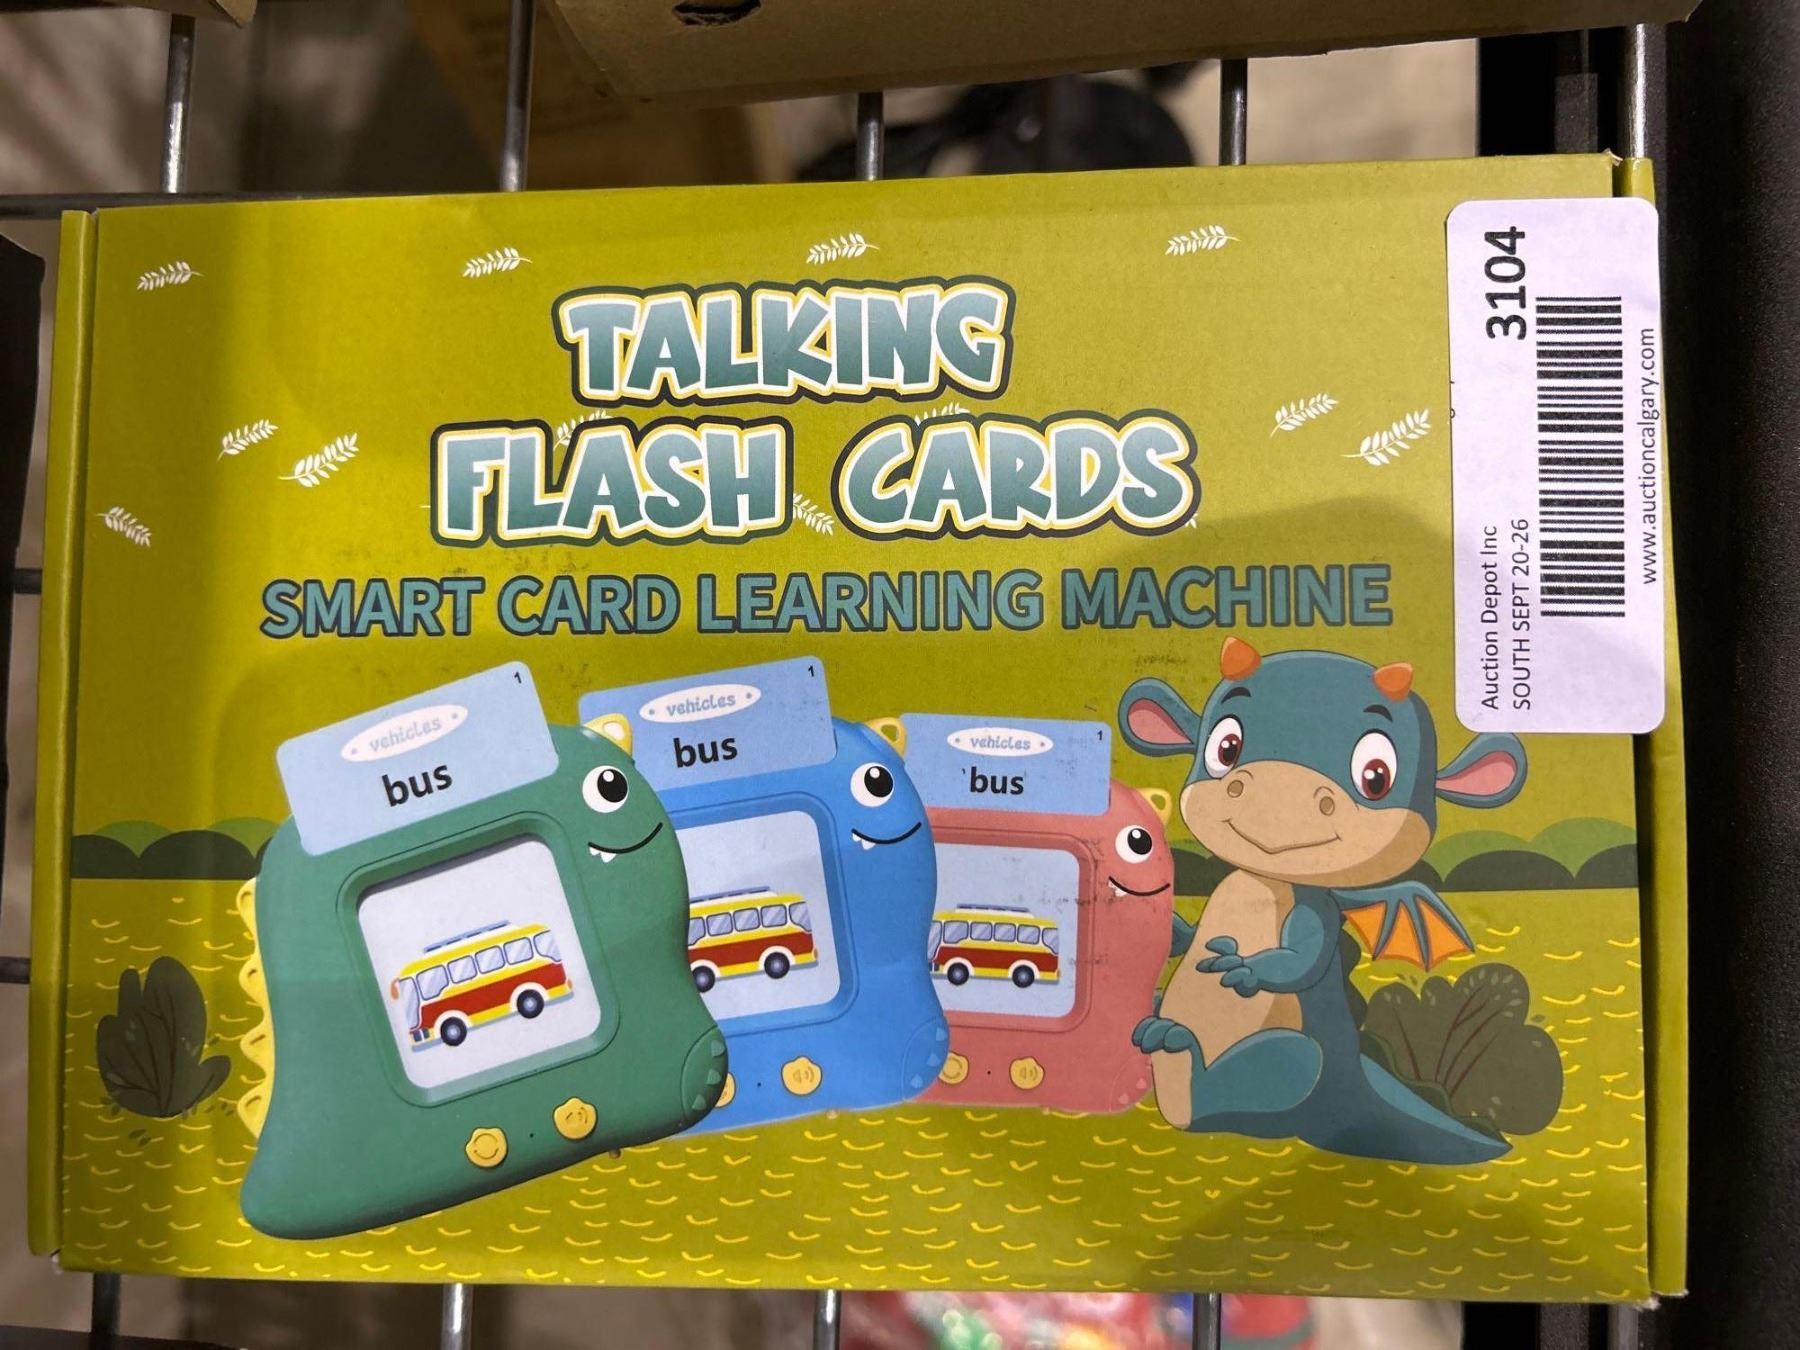 TALKING
FLASH CARDS
SMART CARD LEARNING MACHINE
vehicles
1
bus
vehicles
1
bus
vehicles
1
bus
3104
Auction Depot Inc
SOUTH SEPT 20-26
www.auctioncalgary.com